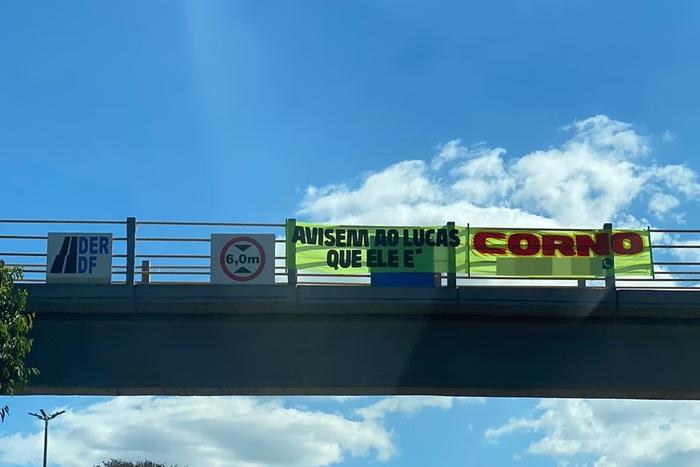 DER
DF
6,0m
AVISEM AO LUCAS
QUE ELE E'
CORNO